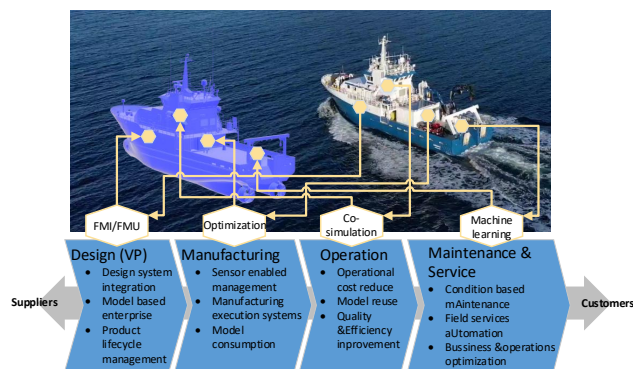 FMI/FMU
Optimization
Co-
simulation
Machine
learning
Suppliers
Design (VP)
• Design system
integration
• Model based
enterprise
• Product
lifecycle
management
Manufacturing
• Sensor enabled
management
• Manufacturing
execution systems
• Model
consumption
Operation
• Operational
cost reduce
• Model reuse
• Quality
&Efficiency
inprovement
Maintenance &
Service
• Condition based
mAintenance
• Field services
aUtomation
• Bussiness &operations
optimization
Customers